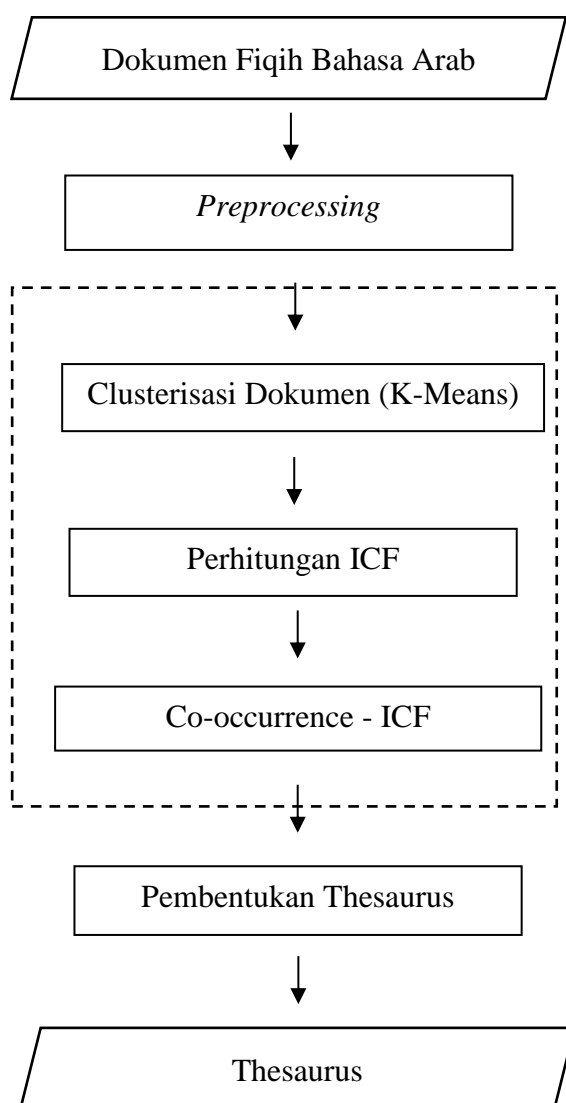 Dokumen Fiqih Bahasa Arab
Preprocessing
Clusterisasi Dokumen (K-Means)
Perhitungan ICF
Co-occurrence - ICF
Pembentukan Thesaurus
Thesaurus